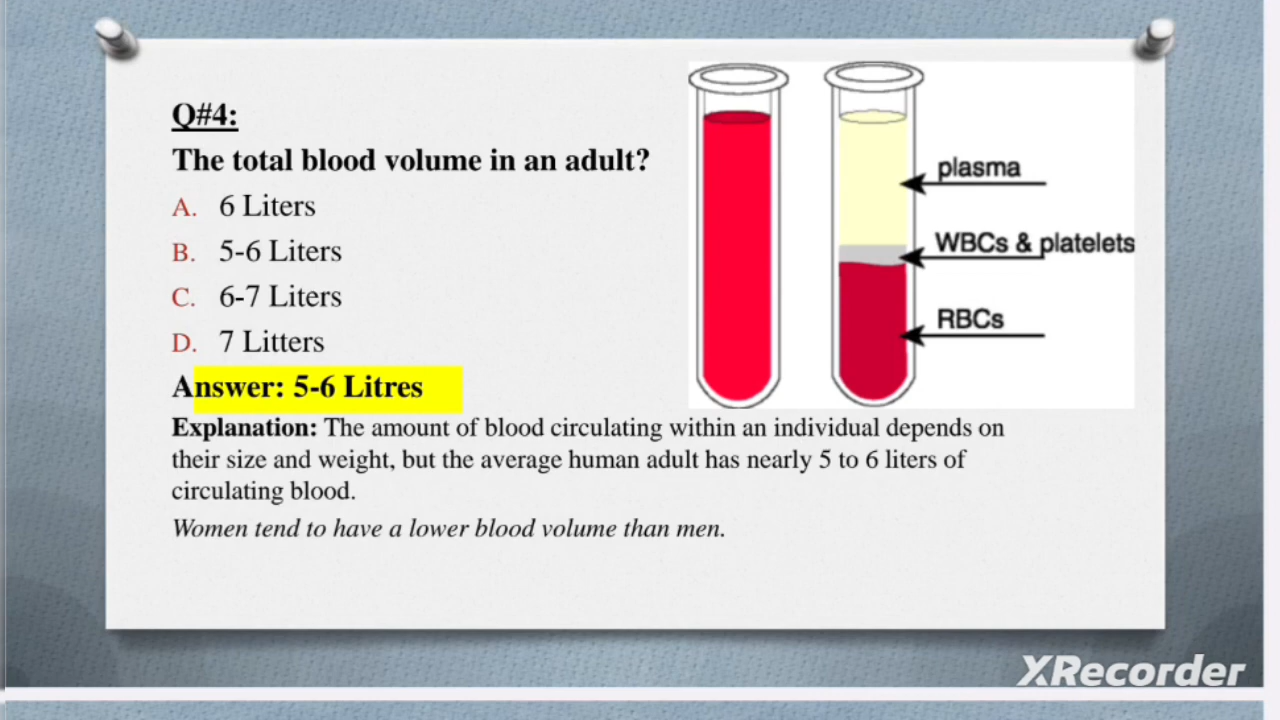 Q#4:
The total blood volume in an adult?
A. 6 Liters
B. 5-6 Liters
C. 6-7 Liters
D. 7 Litters
Answer: 5-6 Litres
Explanation: The amount of blood circulating within an individual depends on
their size and weight, but the average human adult has nearly 5 to 6 liters of
circulating blood.
Women tend to have a lower blood volume than men.
plasma
WBCs & platelets
RBCs
XRecorder